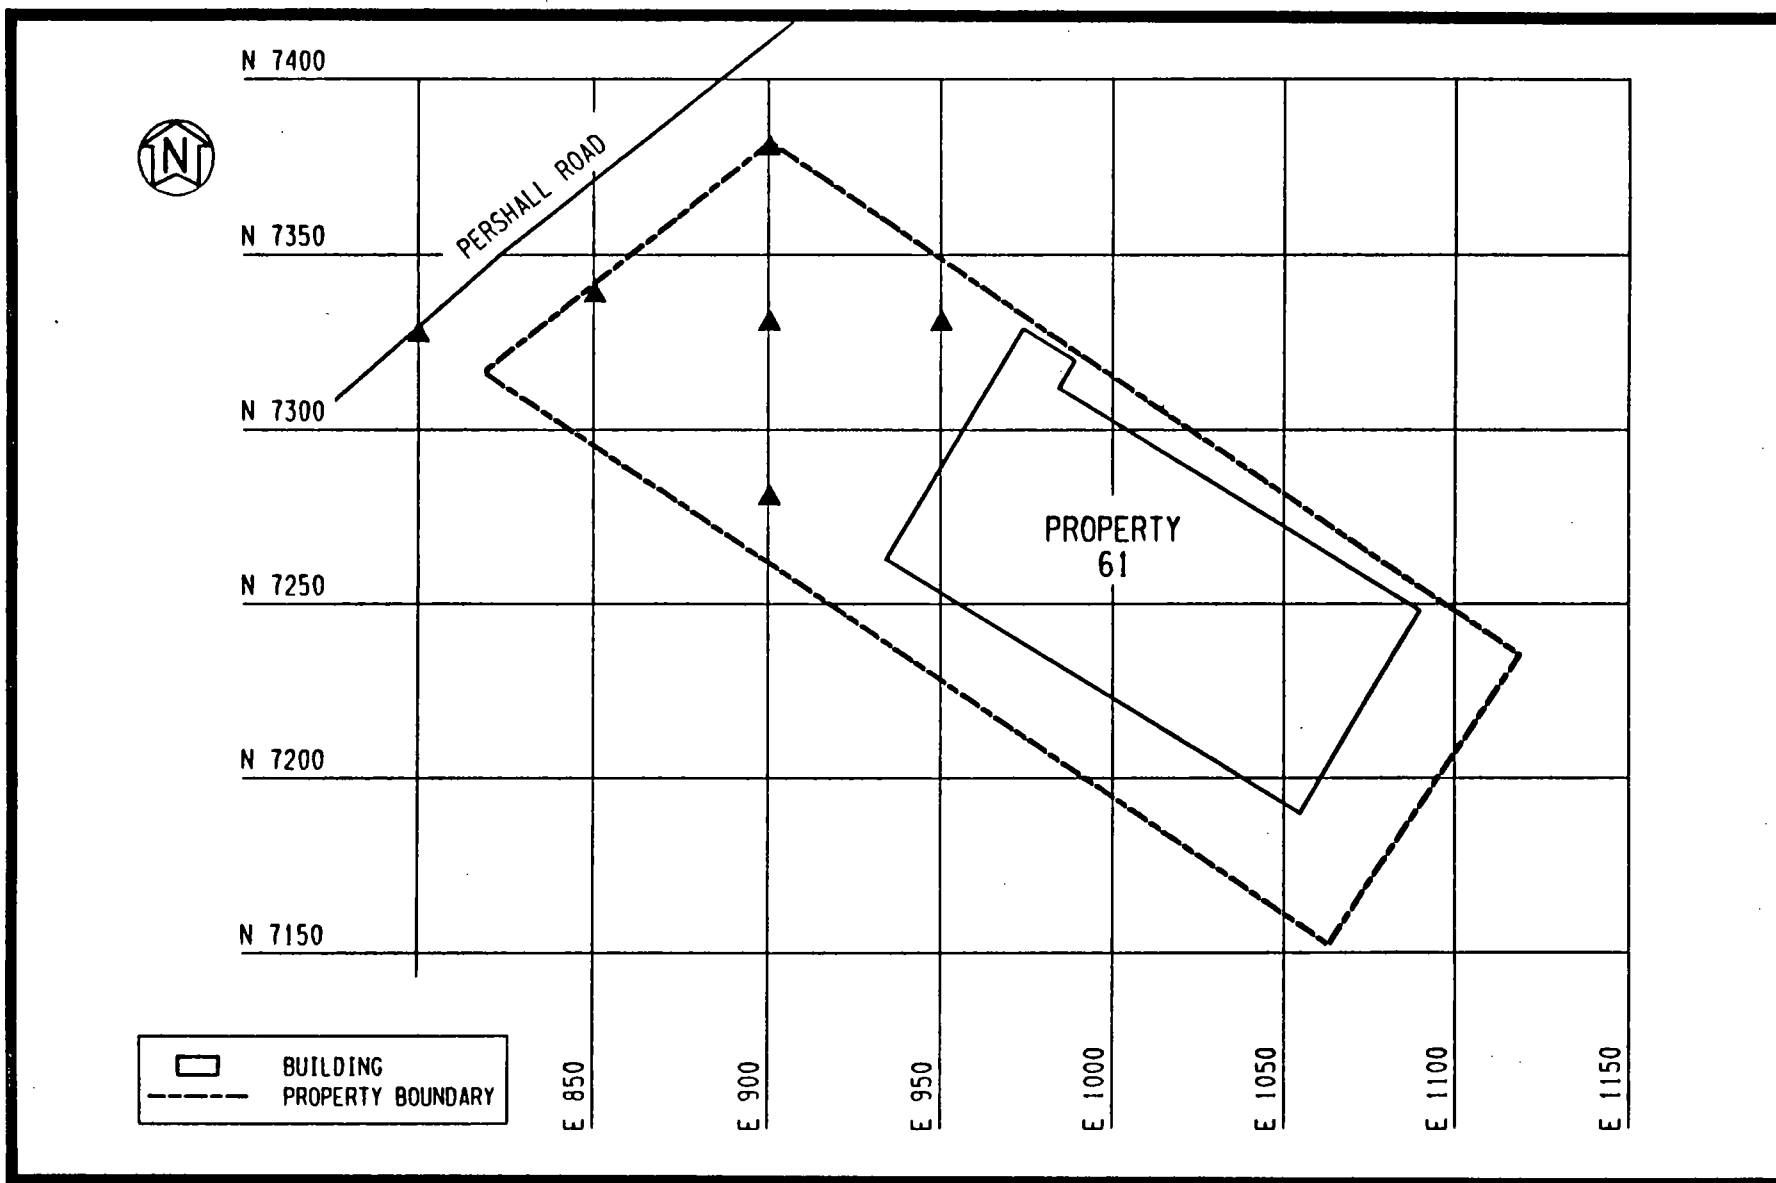 N 7400
N
PERSHALL ROAD
N 7350
N 7300
PROPERTY
61
N 7250
N 7200
N 7150
BUILDING
PROPERTY BOUNDARY
E 850
E 900
E 950
E 1000
E 1050
E 1100
E 1150